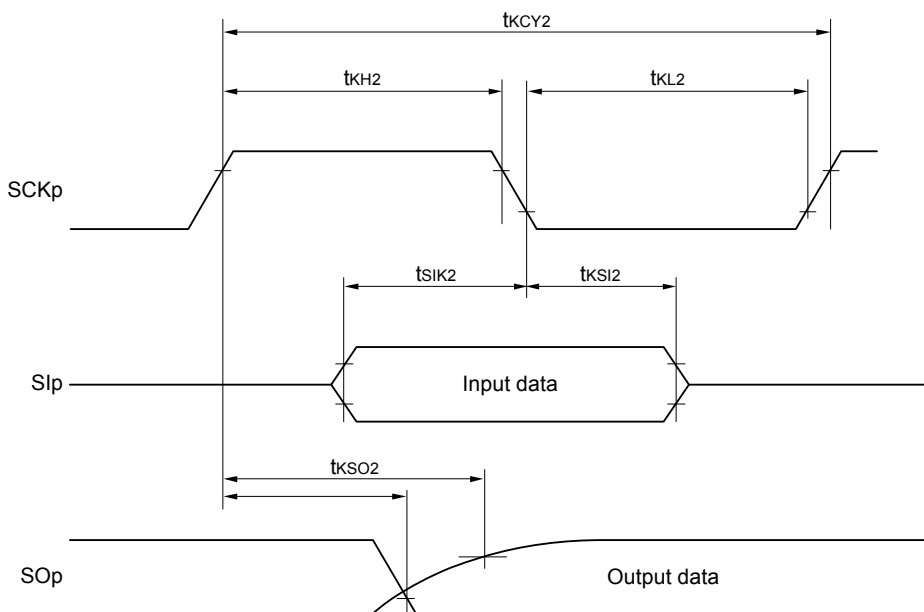 tKCY2
tKH2
tKL2
SCKp
tSIK2
tKSI2
SIp
Input data
tKSO2
SOp
Output data